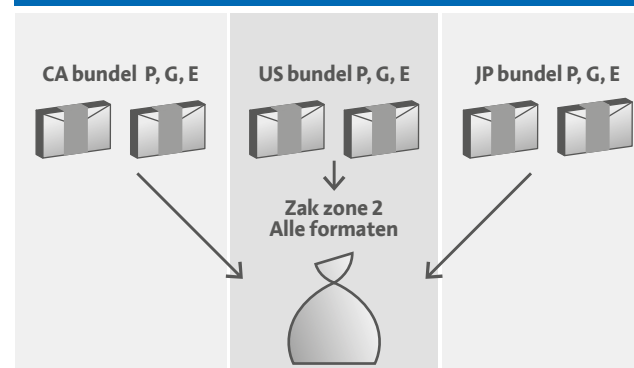 CA bundel P, G, E
US bundel P, G, E
JP bundel P, G, E
Zak zone 2
Alle formaten